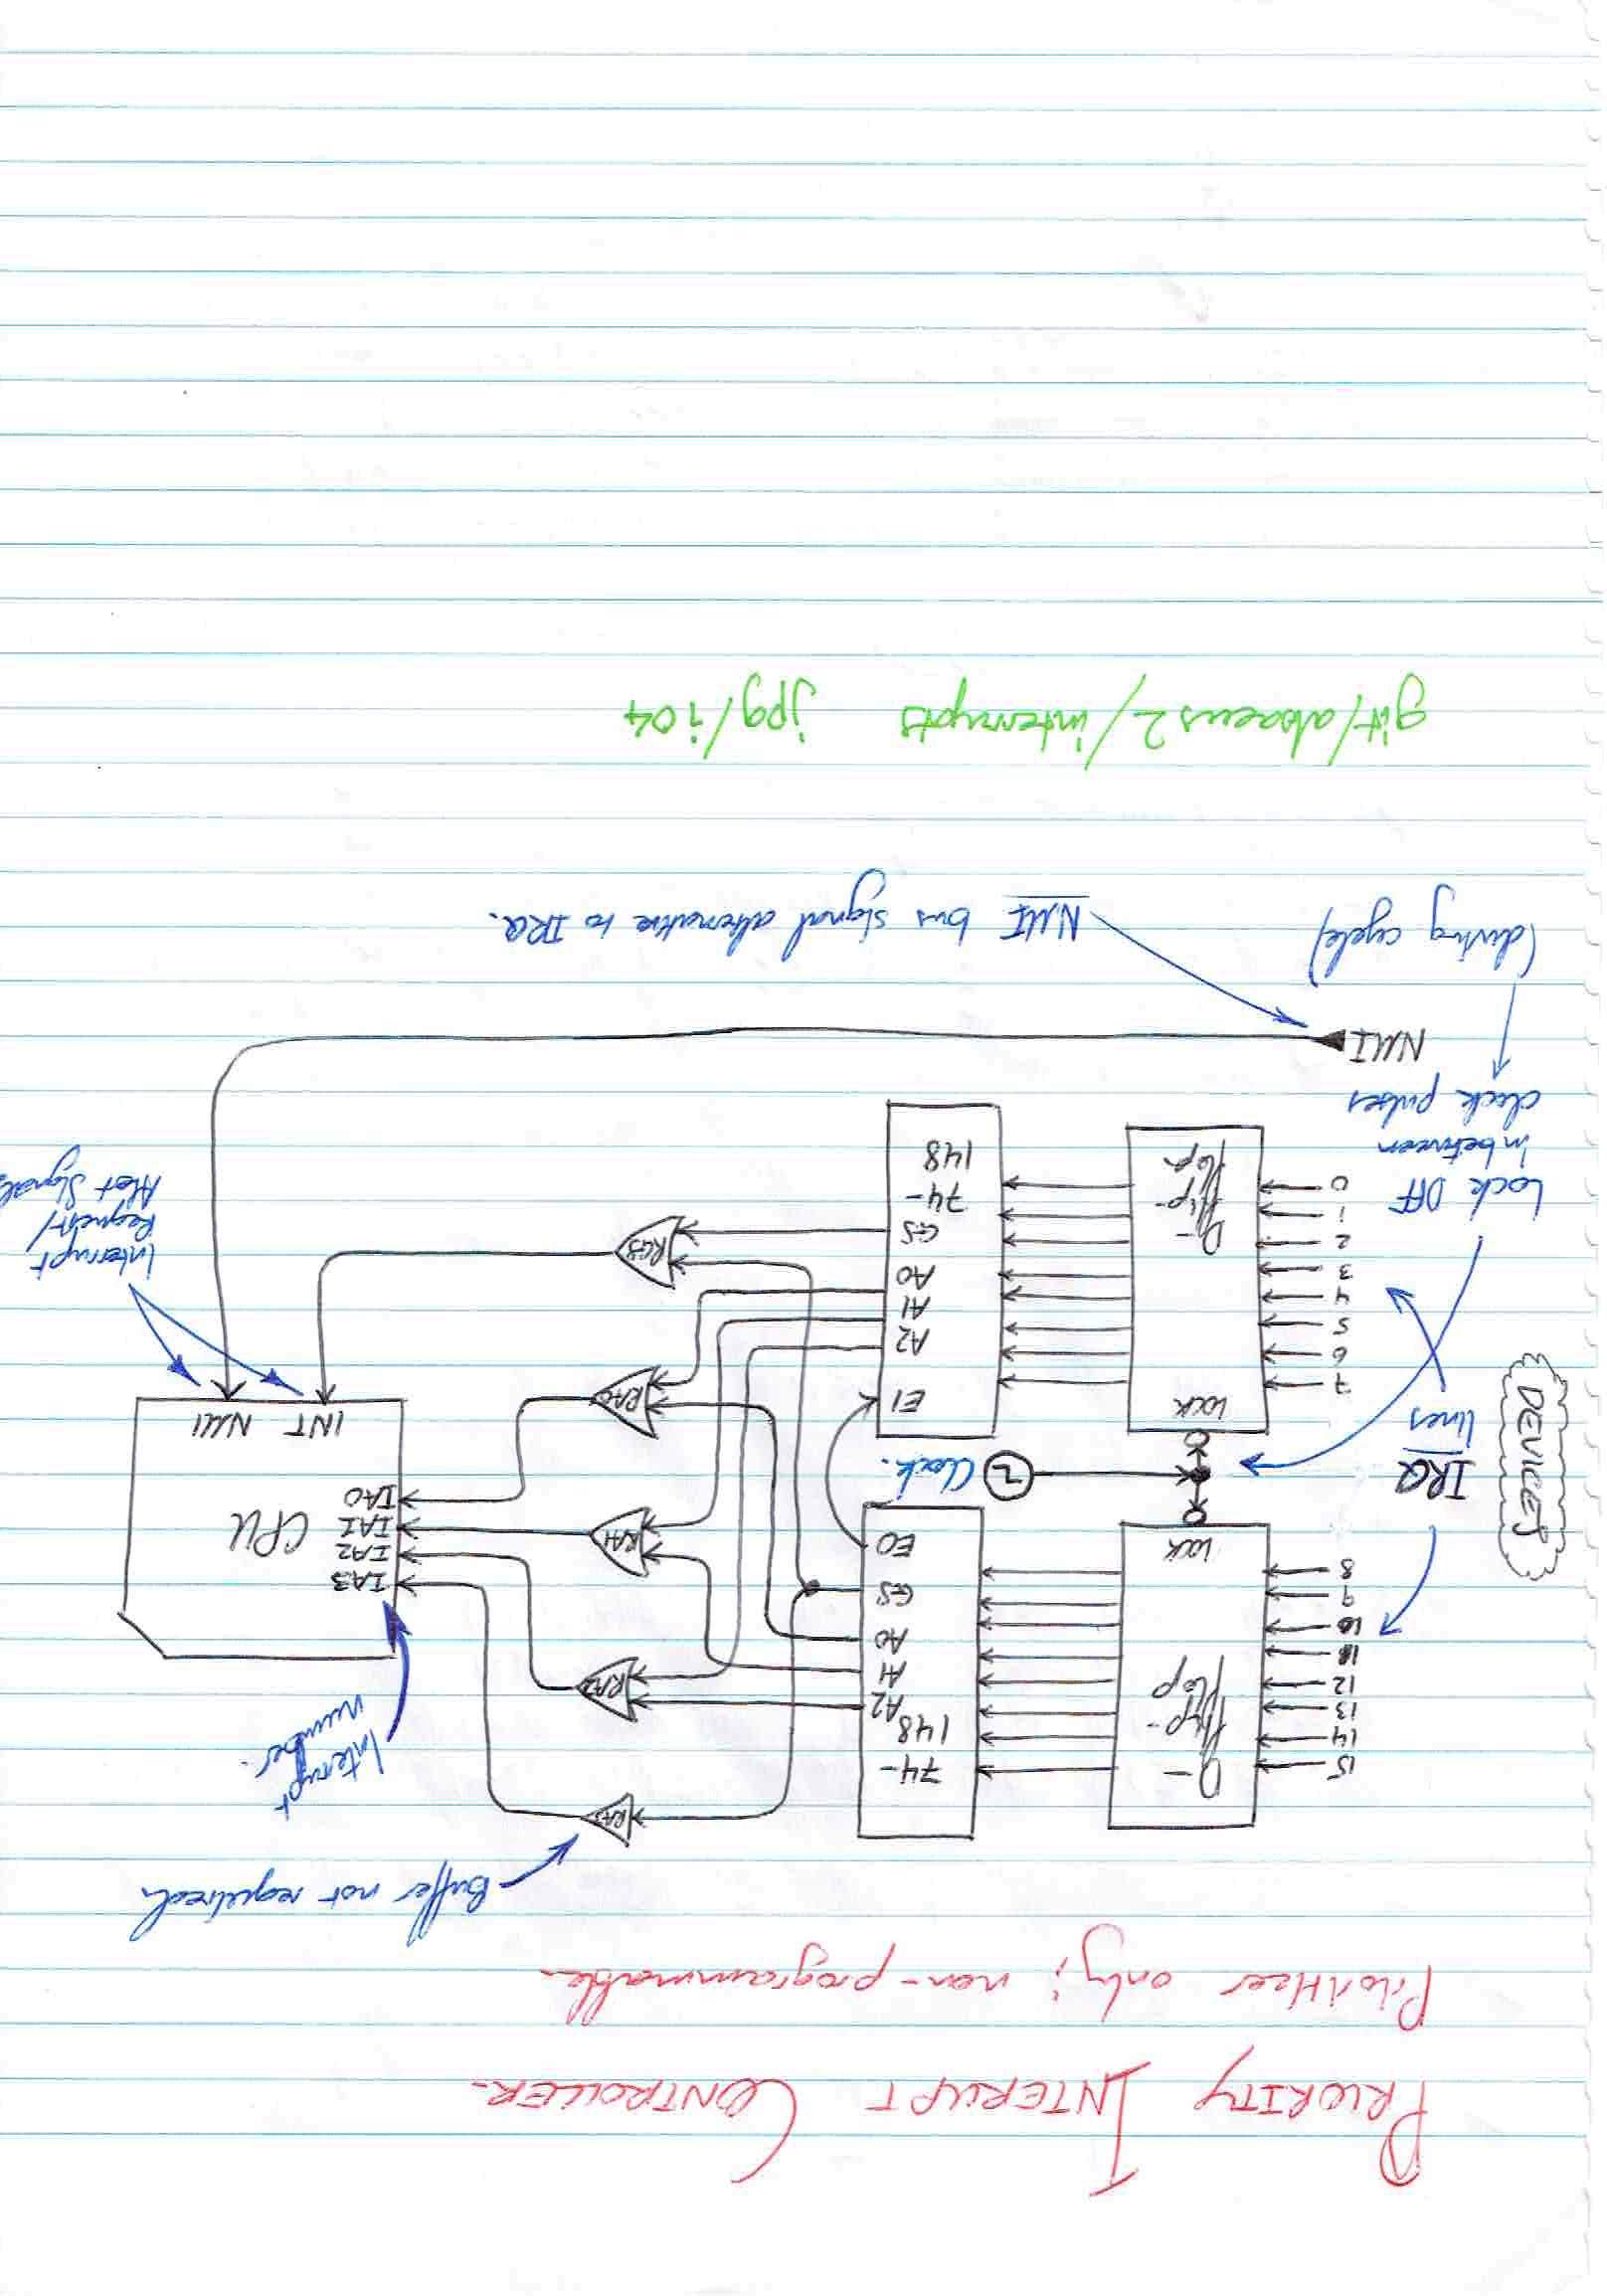 PRIORITY INTERUPT CONTROLLER.
Prioritizer only; non-programmable.
Buffer not required.
Interrupt
number.
15
14
13
12
11
10
9
8
D-
flip-
flop
LOCK
74-
148
A2
A1
A0
GS
EO
RA3
RA2
RA1
RA0
RGS
IA3
IA2
IA1
IA0
CPU
INT NMI
DEVICES
IRQ
lines
Clock.
7
6
5
4
3
2
1
0
LOCK
D-
flip-
flop
EI
A2
A1
A0
GS
74-
148
Interrupt
Request/
Alert Signals
Lock DFF
in between
clock pulses
(during cycle)
NMI
NMI bus signal alternative to IRQ.
git/abacus2/interrupts jpg/i04